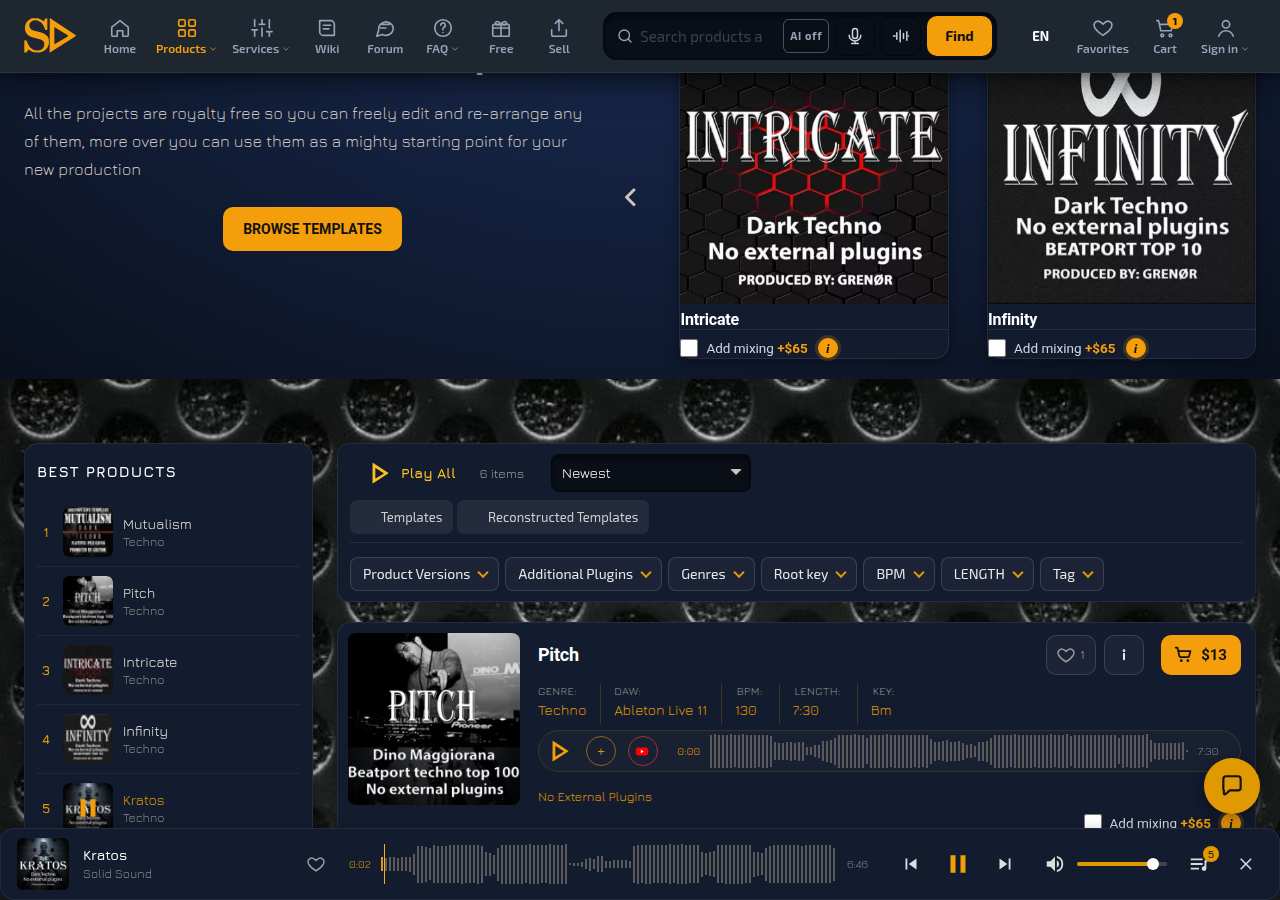 SD
Home
Products
Services
Wiki
Forum
FAQ
Free
Sell
Search products a
AI off
Find
EN
Favorites
1
Cart
Sign in
All the projects are royalty free so you can freely edit and re-arrange any
of them, more over you can use them as a mighty starting point for your
new production
BROWSE TEMPLATES
INTRICATE
Dark Techno
No external plugins
PRODUCED BY: GRENØR
Intricate
Add mixing +$65
i
INFINITY
Dark Techno
No external plugins
BEATPORT TOP 10
PRODUCED BY: GRENØR
Infinity
Add mixing +$65
i
BEST PRODUCTS
1
MUTUALISM
Mutualism
Techno
2
PITCH
Pitch
Techno
3
INTRICATE
Intricate
Techno
4
INFINITY
Infinity
Techno
5
KRATOS
Kratos
Techno
Play All
6 items
Newest
Templates
Reconstructed Templates
Product Versions
Additional Plugins
Genres
Root key
BPM
LENGTH
Tag
PITCH
Pioneer
Dino Maggiorana
Beatport techno top 100
No external plugins
Pitch
1
i
$13
GENRE:
Techno
DAW:
Ableton Live 11
BPM:
130
LENGTH:
7:30
KEY:
Bm
+
0:00
7:30
No External Plugins
Add mixing +$65
i
KRATOS
Kratos
Solid Sound
0:02
6:46
5